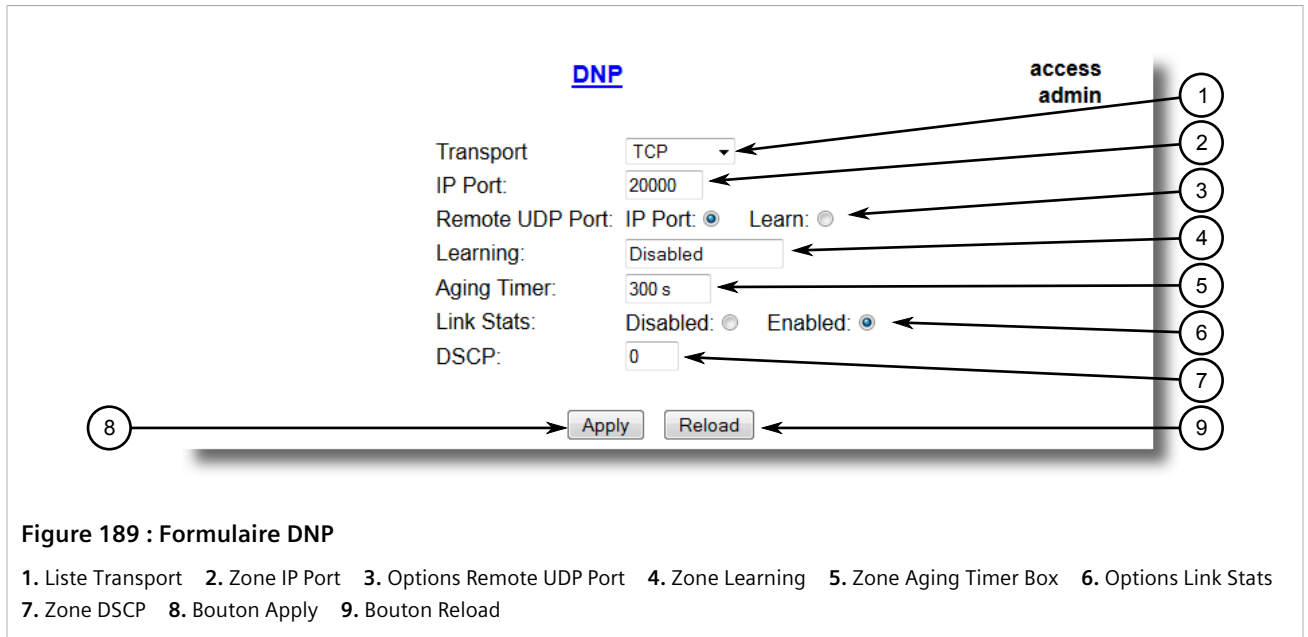 DNP
access
admin
1
Transport TCP
2
IP Port: 20000
3
Remote UDP Port: IP Port: Learn:
4
Learning: Disabled
5
Aging Timer: 300 s
6
Link Stats: Disabled: Enabled:
7
DSCP: 0
8
Apply Reload
9
Figure 189 : Formulaire DNP
1. Liste Transport 2. Zone IP Port 3. Options Remote UDP Port 4. Zone Learning 5. Zone Aging Timer Box 6. Options Link Stats
7. Zone DSCP 8. Bouton Apply 9. Bouton Reload